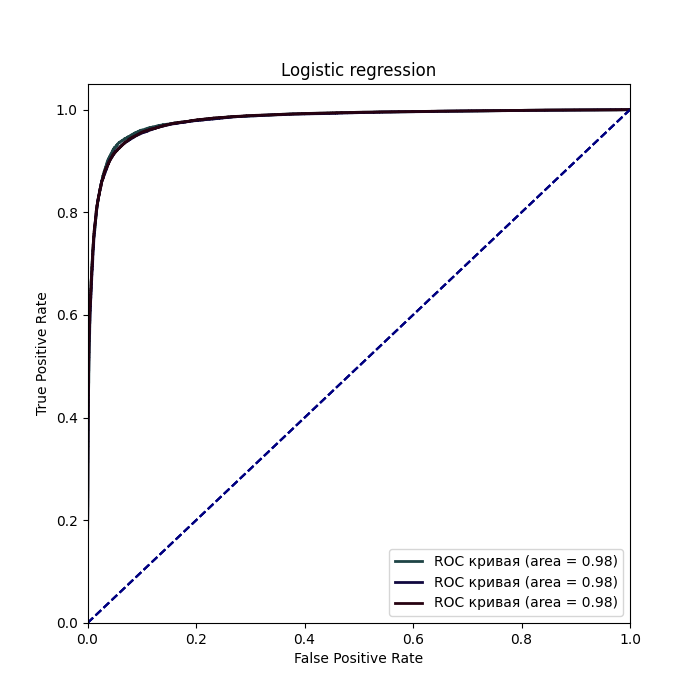 Logistic regression
True Positive Rate
1.0
0.8
0.6
0.4
0.2
0.0
0.0 0.2 0.4 0.6 0.8 1.0
False Positive Rate
ROC кривая (area = 0.98)
ROC кривая (area = 0.98)
ROC кривая (area = 0.98)